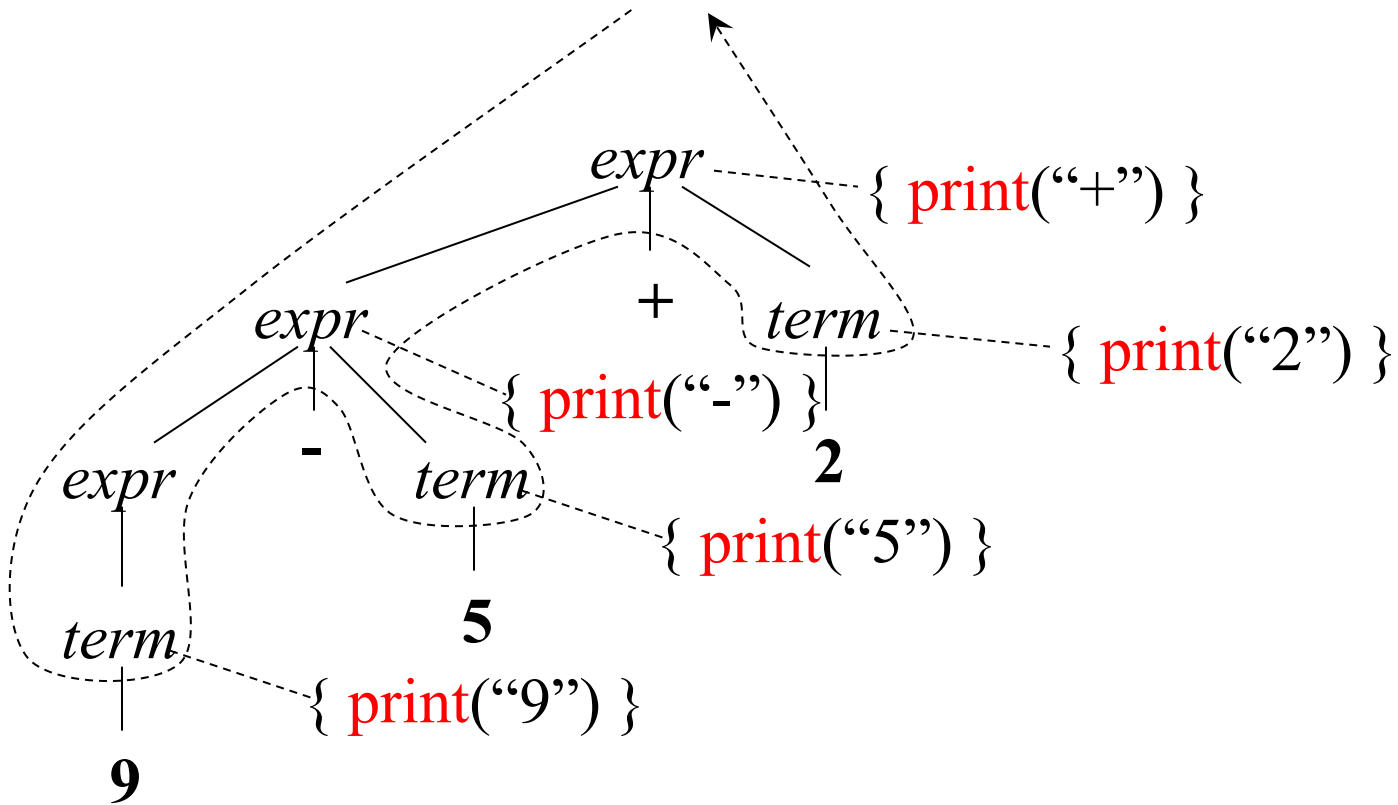 expr { print(“+”) }
+
expr term { print(“2”) }
{ print(“-”) }
- 2
expr term
{ print(“5”) }
5
term
{ print(“9”) }
9